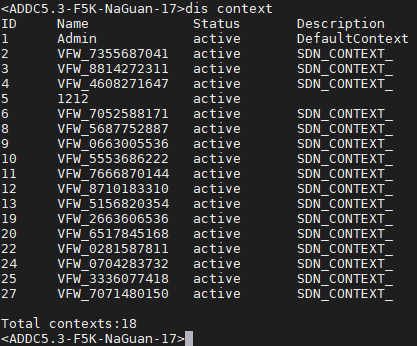 <ADDC5.3-F5K-NaGuan-17>dis context
ID Name Status Description
1 Admin active DefaultContext
2 VFW_7355687041 active SDN_CONTEXT_
3 VFW_8814272311 active SDN_CONTEXT_
4 VFW_4608271647 active SDN_CONTEXT_
5 1212 active
6 VFW_7052588171 active SDN_CONTEXT_
8 VFW_5687752887 active SDN_CONTEXT_
9 VFW_0663005536 active SDN_CONTEXT_
10 VFW_5553686222 active SDN_CONTEXT_
11 VFW_7666870144 active SDN_CONTEXT_
12 VFW_8710183310 active SDN_CONTEXT_
13 VFW_5156820354 active SDN_CONTEXT_
19 VFW_2663606536 active SDN_CONTEXT_
20 VFW_6517845168 active SDN_CONTEXT_
22 VFW_0281587811 active SDN_CONTEXT_
24 VFW_0704283732 active SDN_CONTEXT_
25 VFW_3336077418 active SDN_CONTEXT_
27 VFW_7071480150 active SDN_CONTEXT_
Total contexts:18
<ADDC5.3-F5K-NaGuan-17>